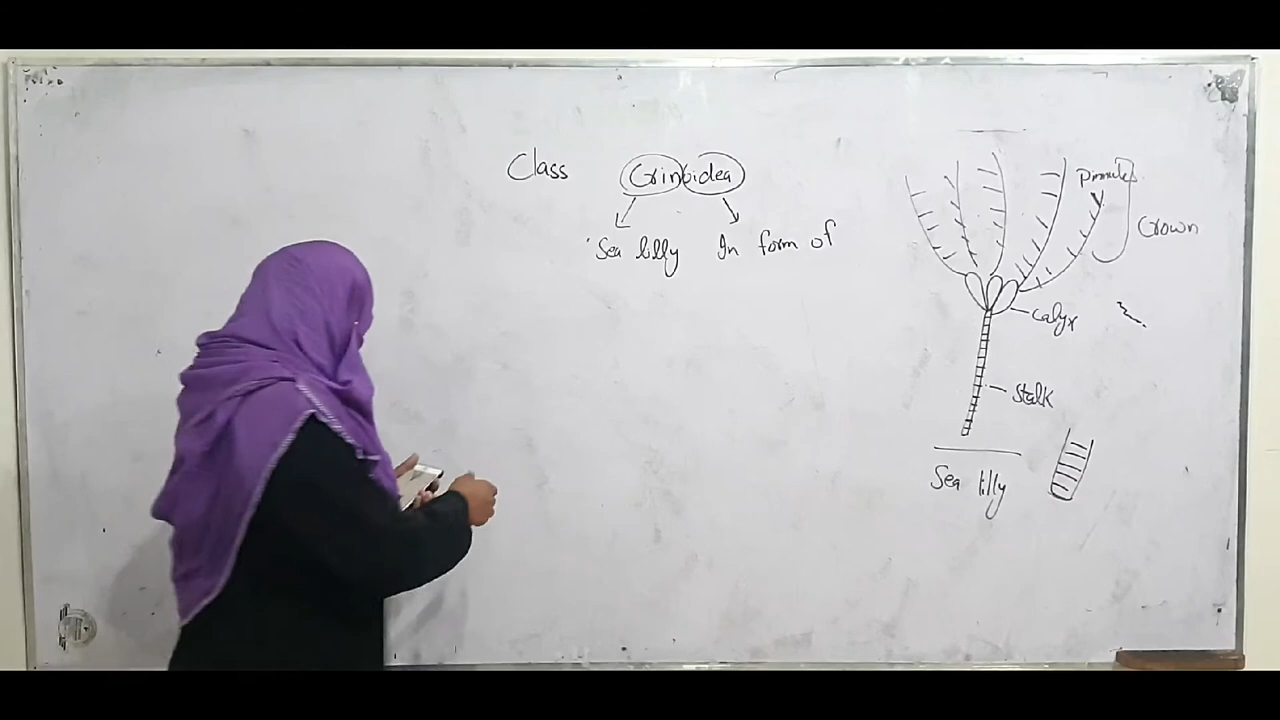 Class Crinoidea
Sea lilly In form of
Pinnules
Crown
Calyx
Stalk
Sea lilly